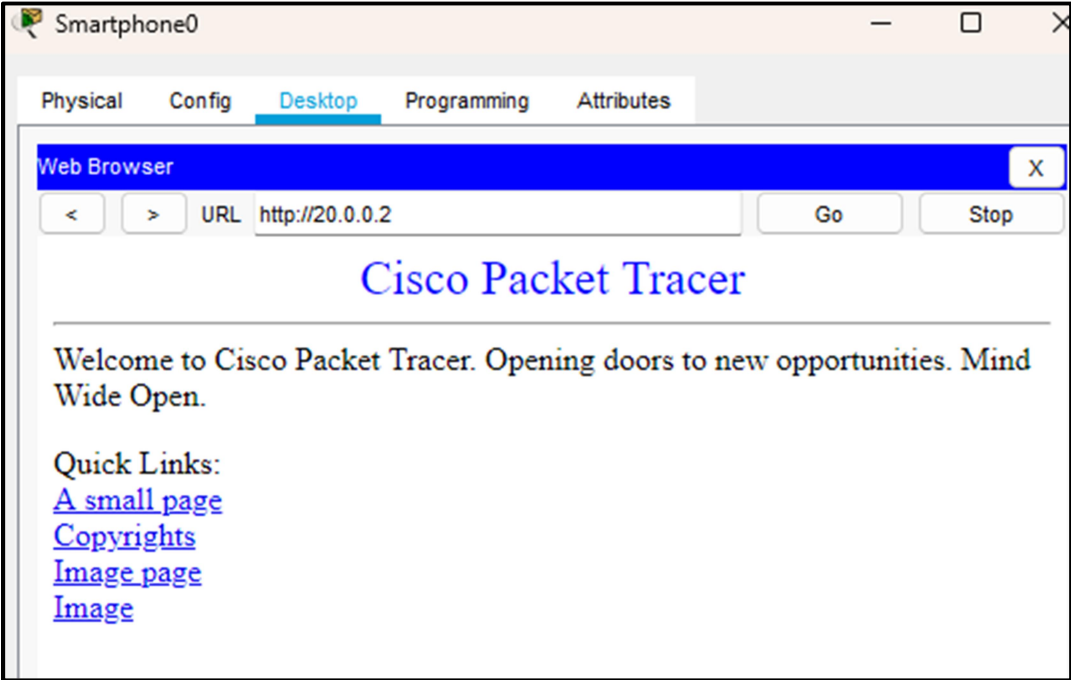 Smartphone0
Physical Config Desktop Programming Attributes
Web Browser X
< > URL http://20.0.0.2 Go Stop
Cisco Packet Tracer
Welcome to Cisco Packet Tracer. Opening doors to new opportunities. Mind
Wide Open.
Quick Links:
A small page
Copyrights
Image page
Image